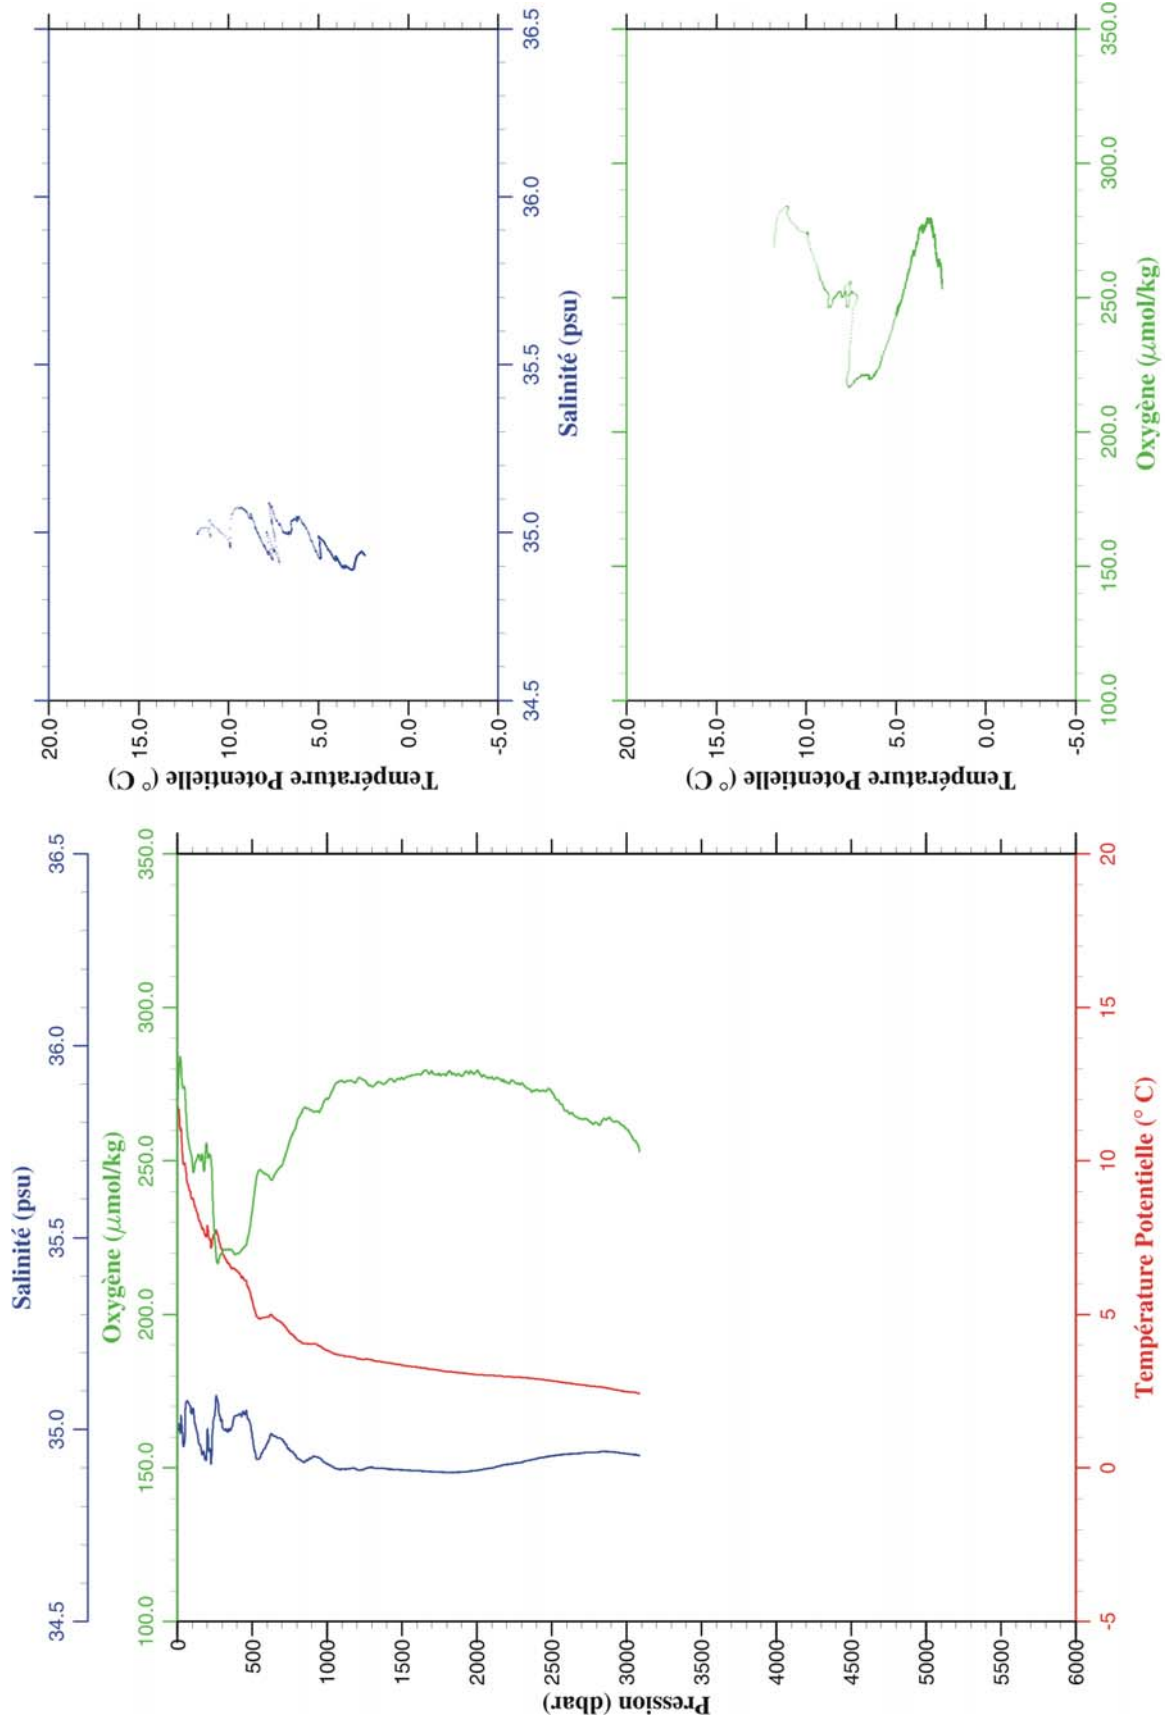 Salinité (psu)
34.5 35.0 35.5 36.0 36.5
Oxygène (μmol/kg)
100.0 150.0 200.0 250.0 300.0 350.0
Pression (dbar)
0
500
1000
1500
2000
2500
3000
3500
4000
4500
5000
5500
6000
-5 0 5 10 15 20
Température Potentielle (° C)
Température Potentielle (° C)
20.0
15.0
10.0
5.0
0.0
-5.0
34.5 35.0 35.5 36.0 36.5
Salinité (psu)
Température Potentielle (° C)
20.0
15.0
10.0
5.0
0.0
-5.0
100.0 150.0 200.0 250.0 300.0 350.0
Oxygène (μmol/kg)